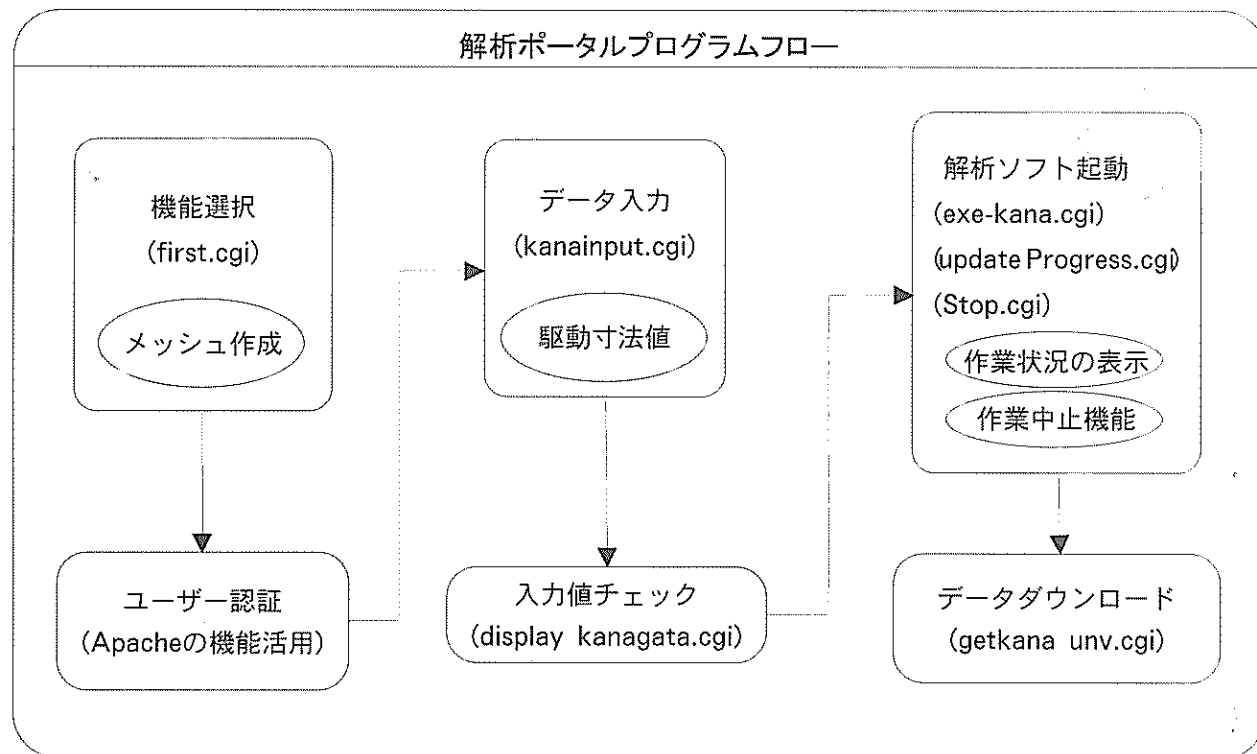 解析ポータルプログラムフロー
機能選択
(first.cgi)
メッシュ作成
ユーザー認証
(Apacheの機能活用)
データ入力
(kanainput.cgi)
駆動寸法値
入力値チェック
(display kanagata.cgi)
解析ソフト起動
(exe-kana.cgi)
(update Progress.cgi)
(Stop.cgi)
作業状況の表示
作業中止機能
データダウンロード
(getkana unv.cgi)